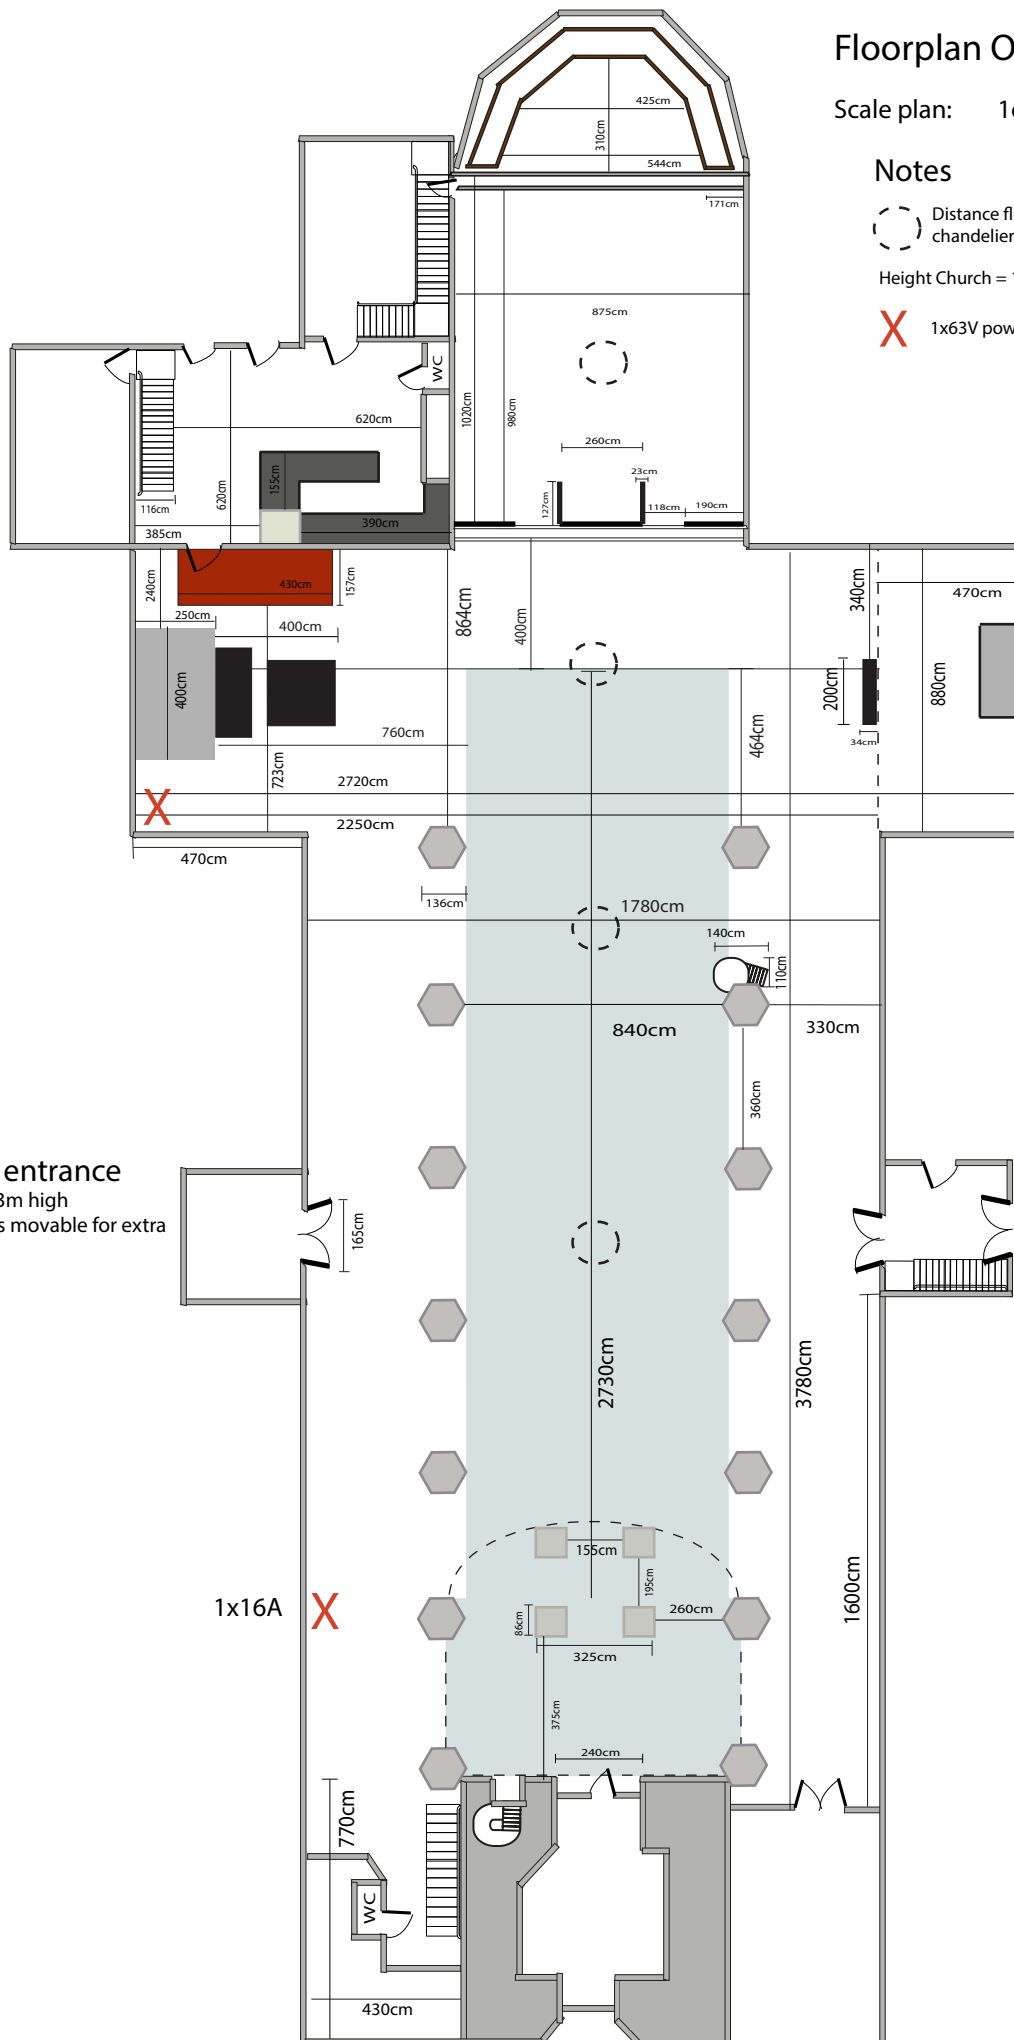 Floorplan O
Scale plan: 1
Notes
Distance fl
chandelier
Height Church = 1
X 1x63V pow
425cm
310cm
544cm
171cm
875cm
WC
1020cm
980cm
620cm
260cm
23cm
155cm
127cm
116cm
620cm
118cm
190cm
390cm
385cm
240cm
430cm
157cm
864cm
400cm
340cm
470cm
250cm
400cm
400cm
200cm
880cm
760cm
464cm
34cm
723cm
2720cm
X
2250cm
470cm
136cm
1780cm
140cm
110cm
840cm
330cm
360cm
entrance
3m high
s movable for extra
165cm
2730cm
3780cm
155cm
195cm
1600cm
1x16A X
260cm
86cm
325cm
375cm
240cm
770cm
WC
430cm